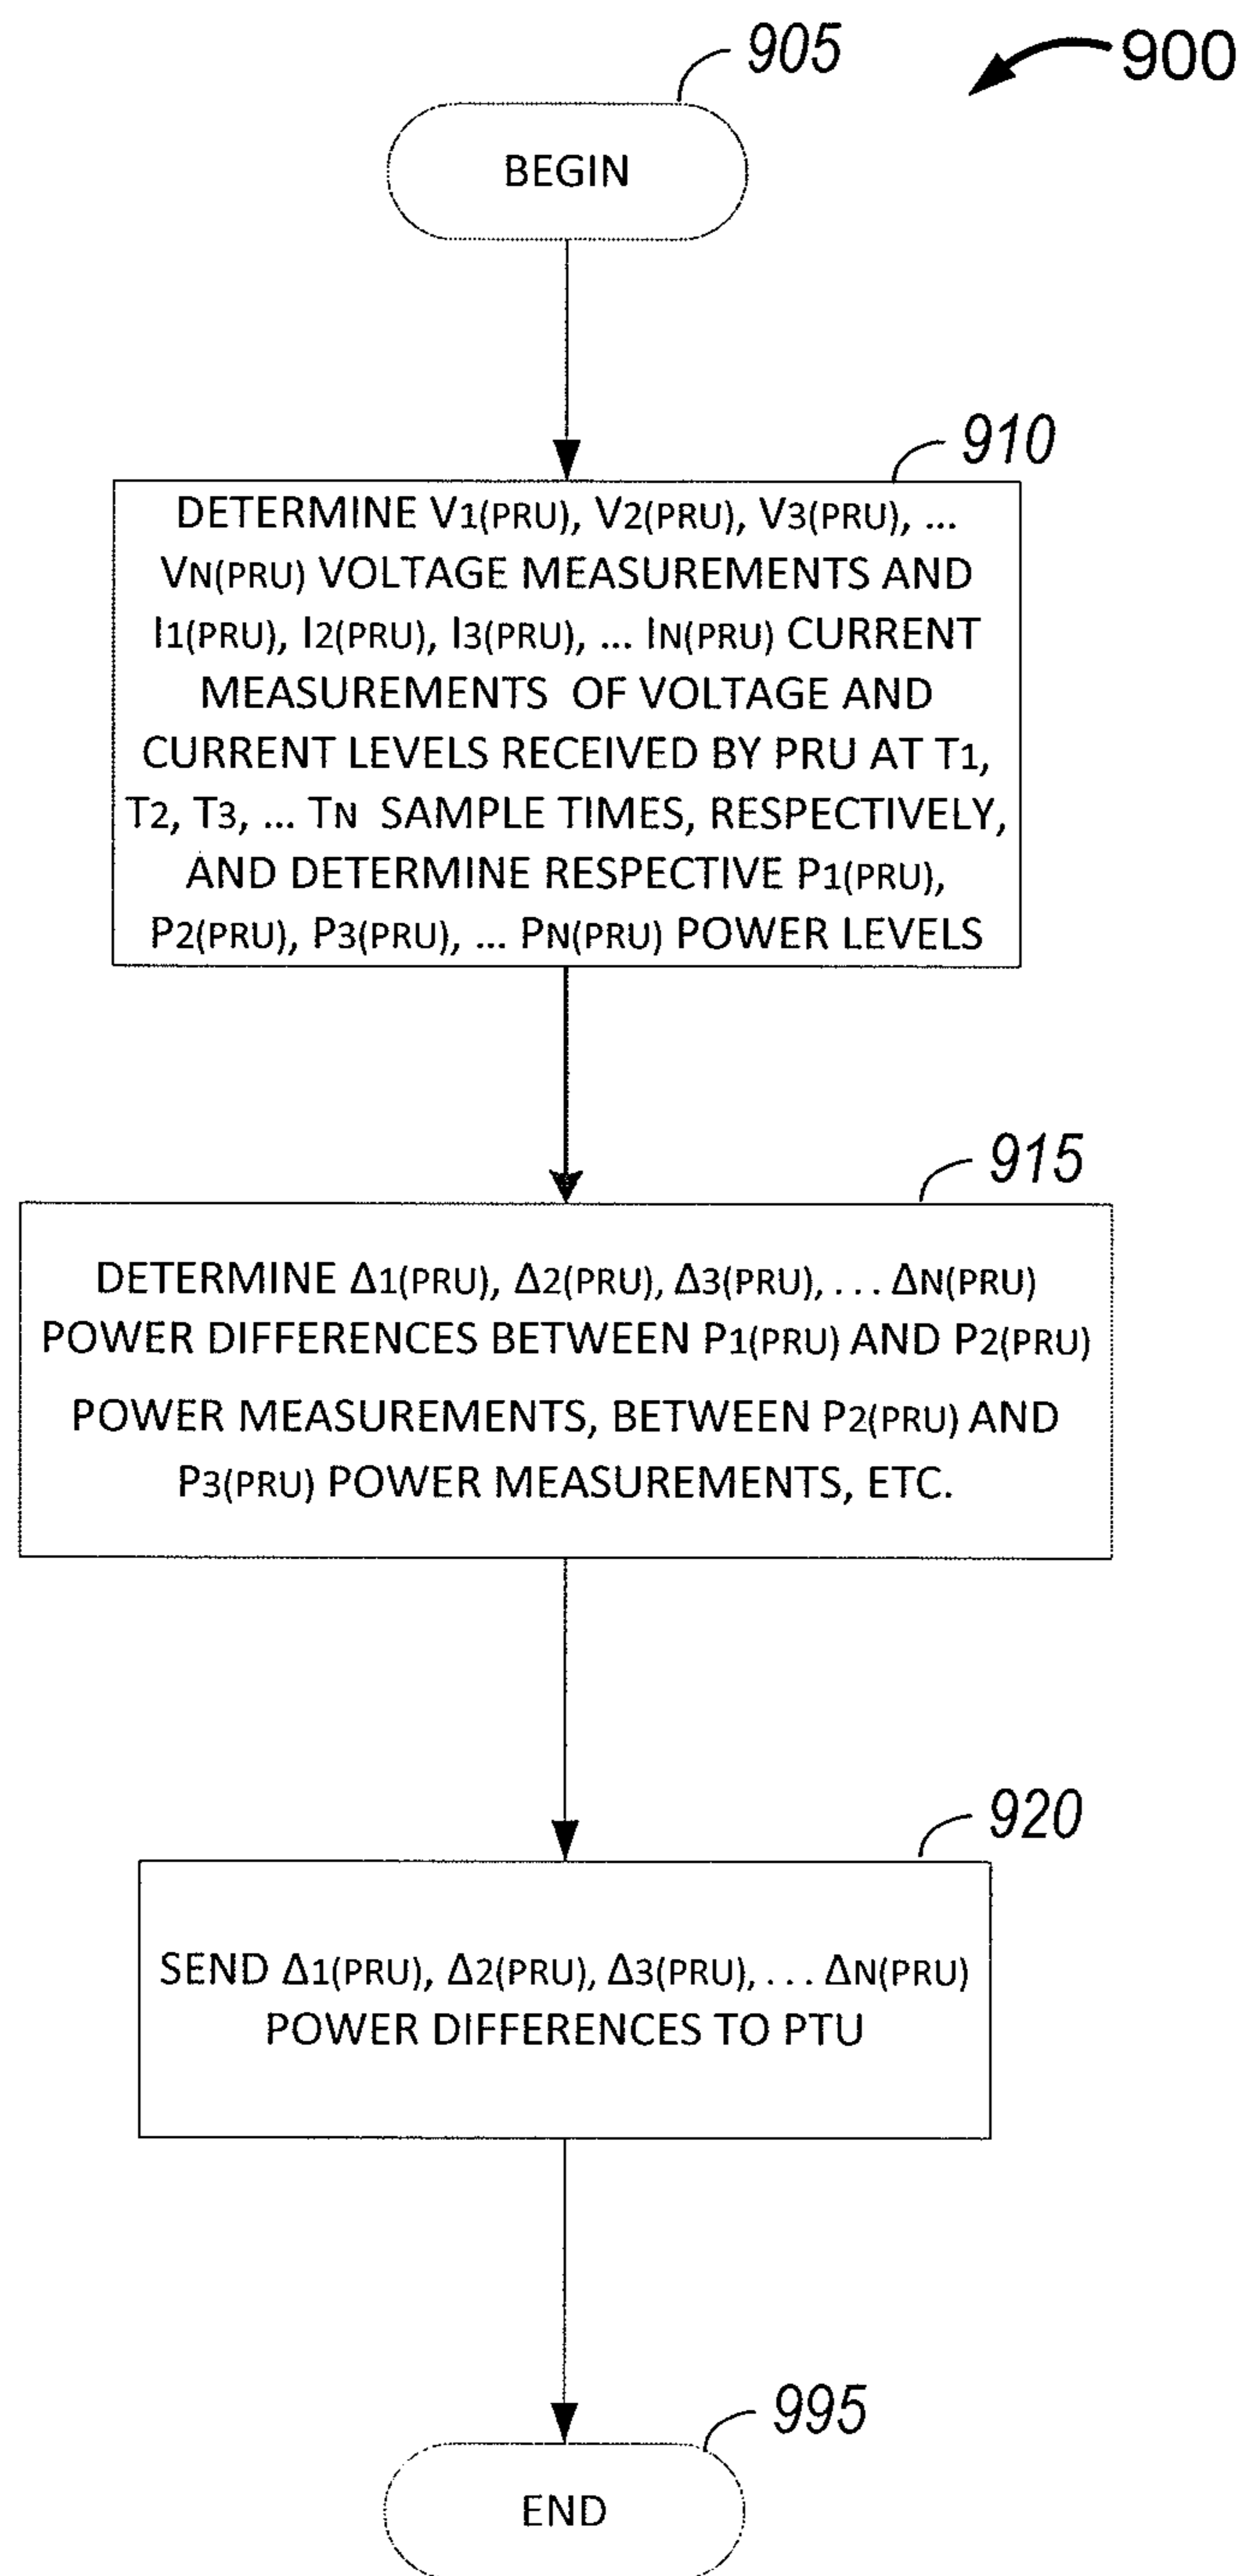 905
900
BEGIN
910
DETERMINE V1(PRU), V2(PRU), V3(PRU), ...
VN(PRU) VOLTAGE MEASUREMENTS AND
I1(PRU), I2(PRU), I3(PRU), ... IN(PRU) CURRENT
MEASUREMENTS OF VOLTAGE AND
CURRENT LEVELS RECEIVED BY PRU AT T1,
T2, T3, ... TN SAMPLE TIMES, RESPECTIVELY,
AND DETERMINE RESPECTIVE P1(PRU),
P2(PRU), P3(PRU), ... PN(PRU) POWER LEVELS
915
DETERMINE Δ1(PRU), Δ2(PRU), Δ3(PRU), . . . ΔN(PRU)
POWER DIFFERENCES BETWEEN P1(PRU) AND P2(PRU)
POWER MEASUREMENTS, BETWEEN P2(PRU) AND
P3(PRU) POWER MEASUREMENTS, ETC.
920
SEND Δ1(PRU), Δ2(PRU), Δ3(PRU), . . . ΔN(PRU)
POWER DIFFERENCES TO PTU
995
END